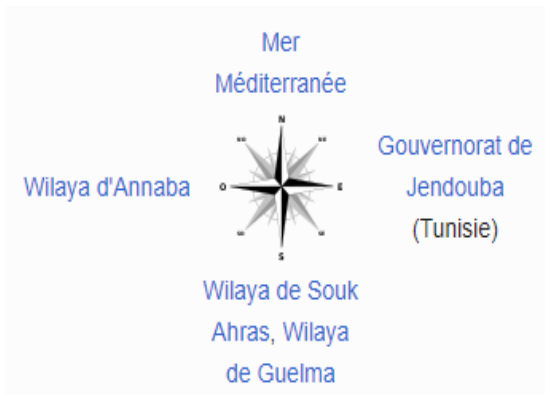 Mer
Méditerranée
N
Wilaya d'Annaba
O
E
Gouvernorat de
Jendouba
(Tunisie)
S
Wilaya de Souk
Ahras, Wilaya
de Guelma